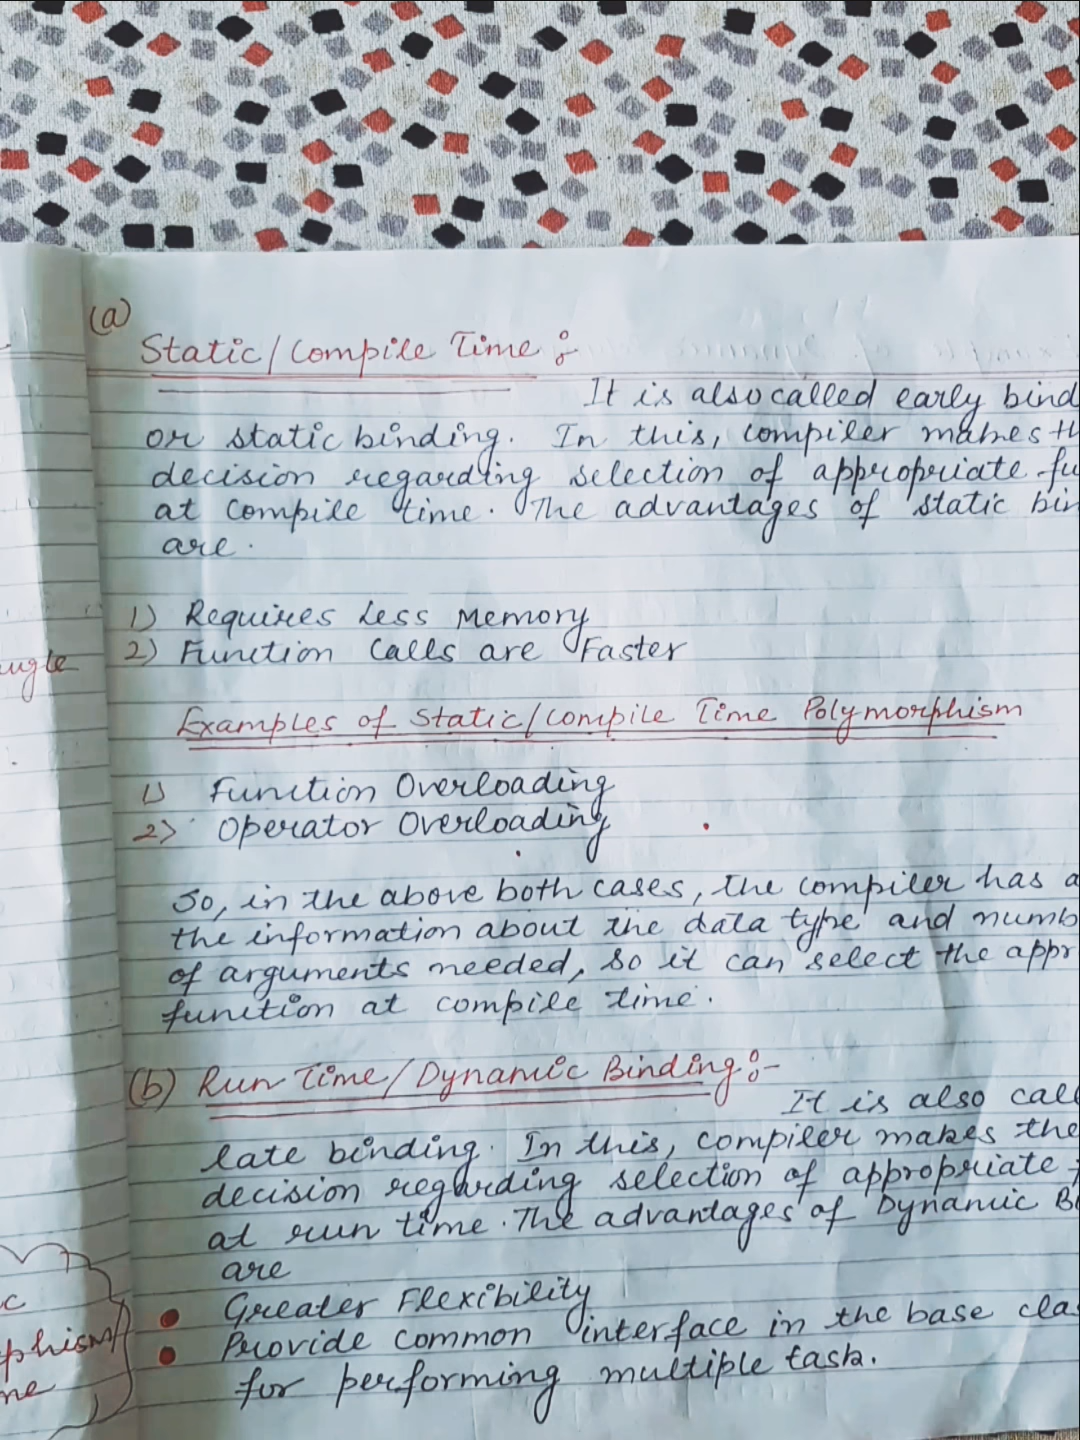 (a)
Static/Compile Time :-
It is also called early bind
or static binding. In this, compiler makes th
decision regarding selection of appropriate fu
at compile time. The advantages of static bin
are.
1) Requires Less Memory
2) Function Calls are Faster
ungle
Examples of Static/Compile Time Polymorphism
1) Function Overloading
2) Operator Overloading
So, in the above both cases, the compiler has a
the information about the data type and numb
of arguments needed, so it can select the appr
function at compile time.
(b) Run Time/Dynamic Binding :-
It is also call
late binding. In this, compiler makes the
decision regarding selection of appropriate f
at run time. The advantages of Dynamic Bi
are
• Greater Flexibility
• Provide common interface in the base clas
for performing multiple task.
c
phism/
me